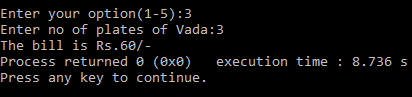 Enter your option(1-5):3
Enter no of plates of Vada:3
The bill is Rs.60/-
Process returned 0 (0x0)   execution time : 8.736 s
Press any key to continue.